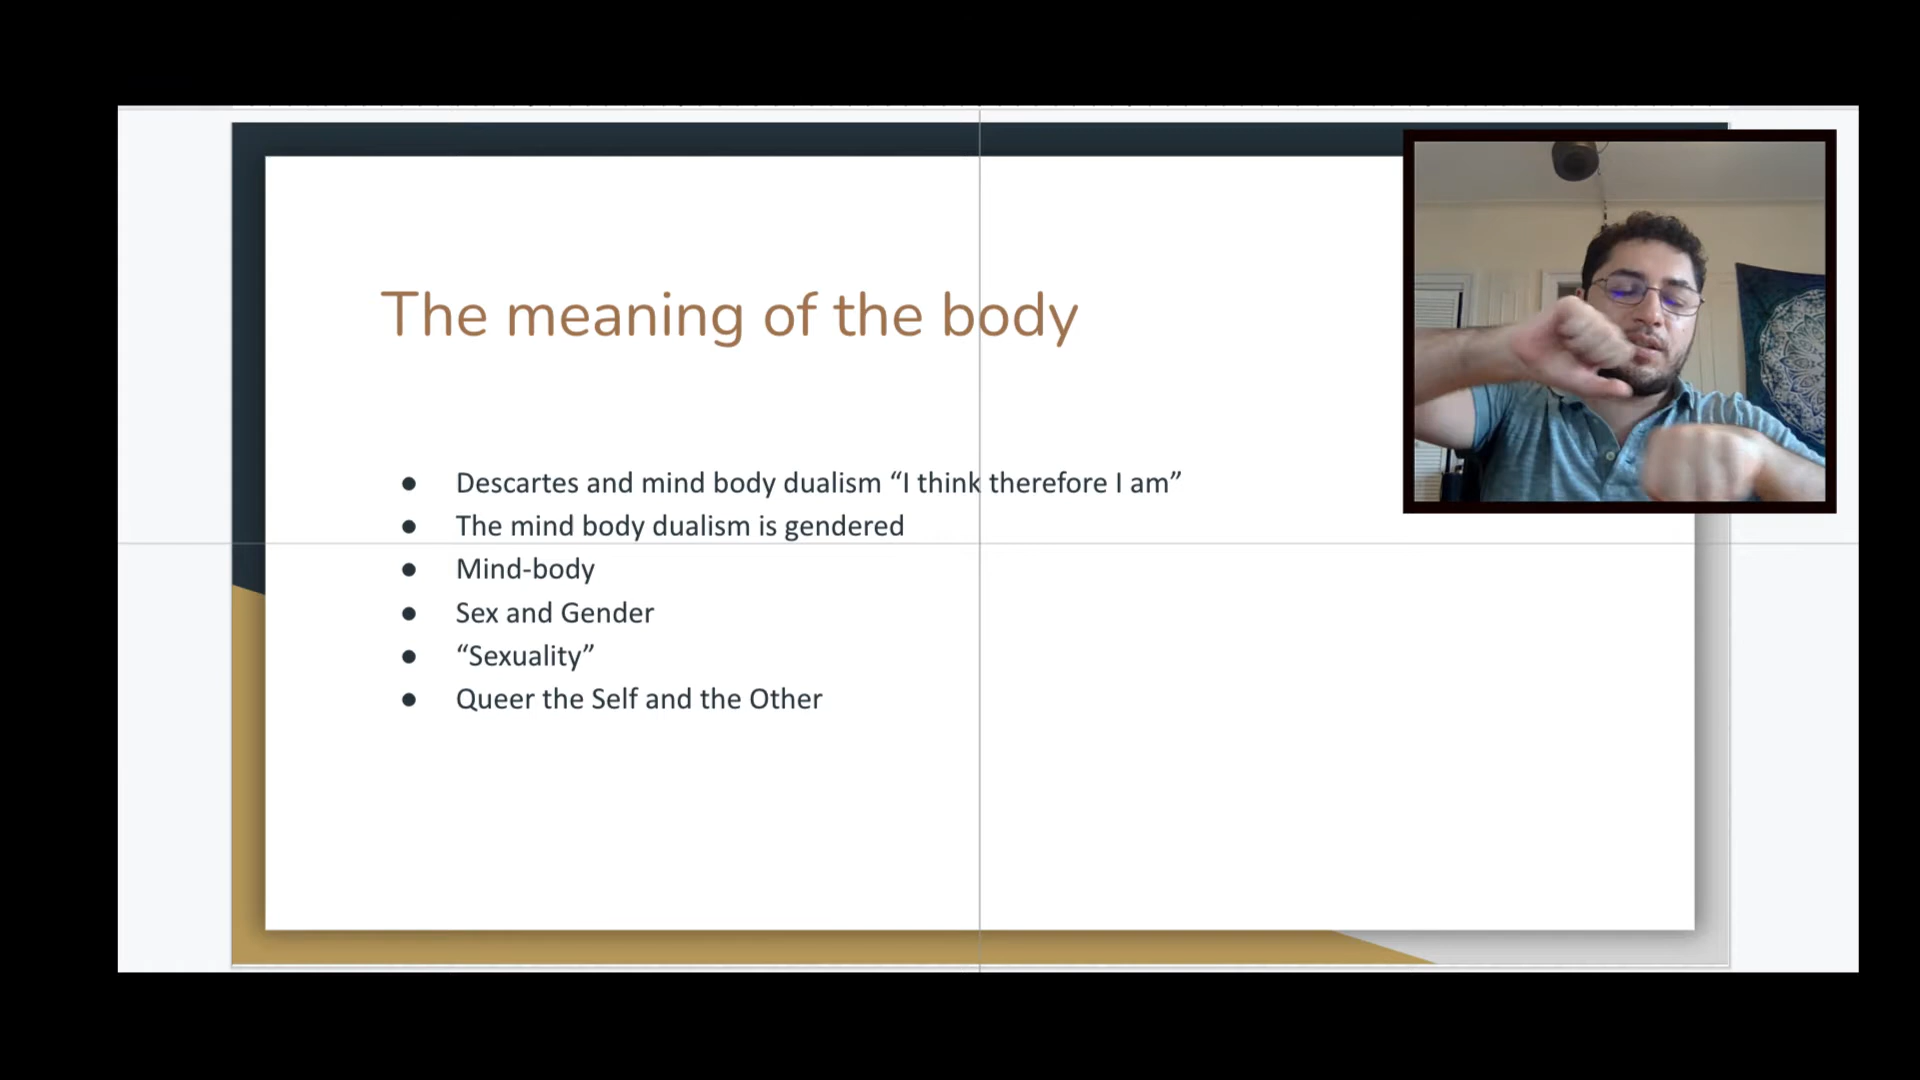 The meaning of the body
● Descartes and mind body dualism “I think therefore I am”
● The mind body dualism is gendered
● Mind-body
● Sex and Gender
● “Sexuality”
● Queer the Self and the Other